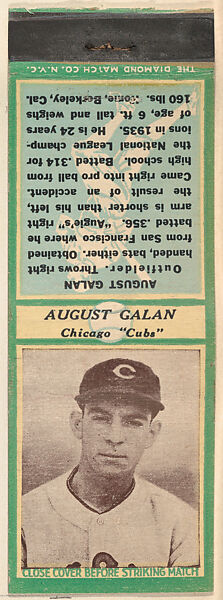 THE DIAMOND MATCH CO. N.Y.C.
AUGUST GALAN
Outfielder. Throws right
handed, bats either. Obtained
from San Francisco where he
batted .356. "Augie's" right
arm is shorter than his left,
the result of an accident.
Came right into pro ball from
high school. Batted .314 for
the National League champ-
ions in 1935. He is 24 years
of age, 6 ft. tall and weighs
160 lbs. Home, Berkeley, Cal.
AUGUST GALAN
Chicago "Cubs"
C
CLOSE COVER BEFORE STRIKING MATCH